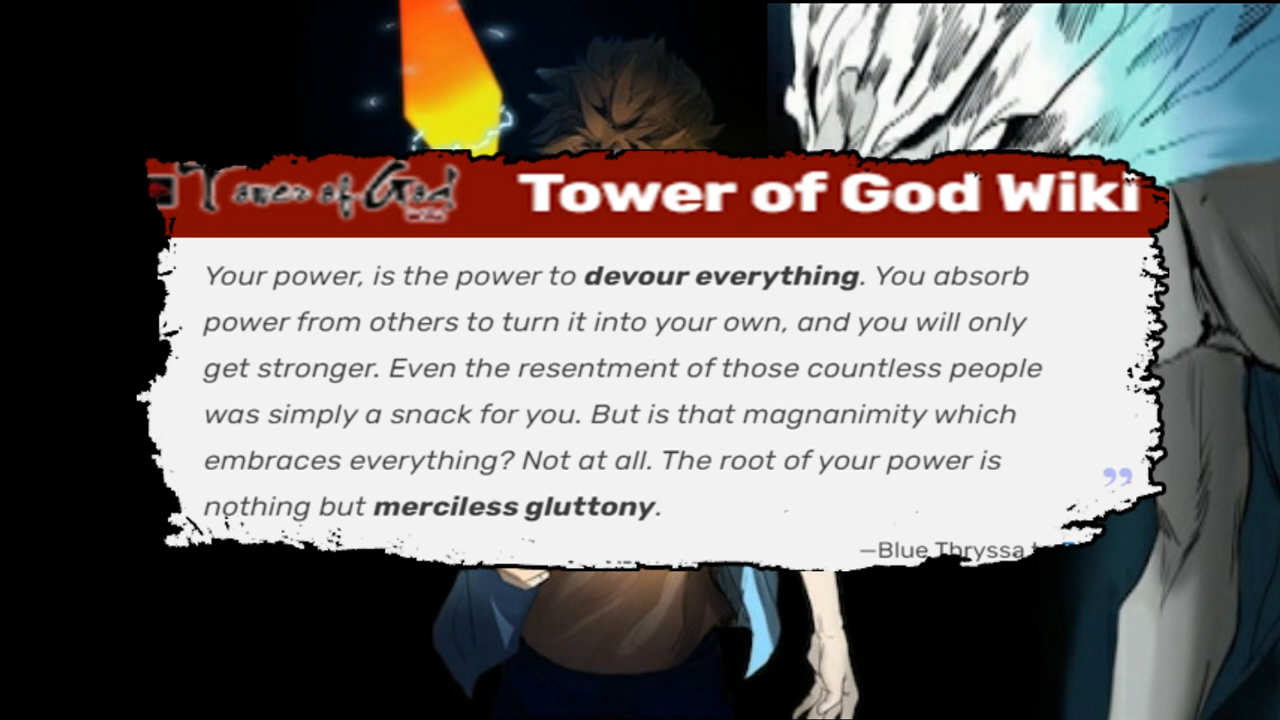 Tower of God
Tower of God Wiki
Your power, is the power to devour everything. You absorb
power from others to turn it into your own, and you will only
get stronger. Even the resentment of those countless people
was simply a snack for you. But is that magnanimity which
embraces everything? Not at all. The root of your power is
nothing but merciless gluttony.
”
—Blue Thryssa